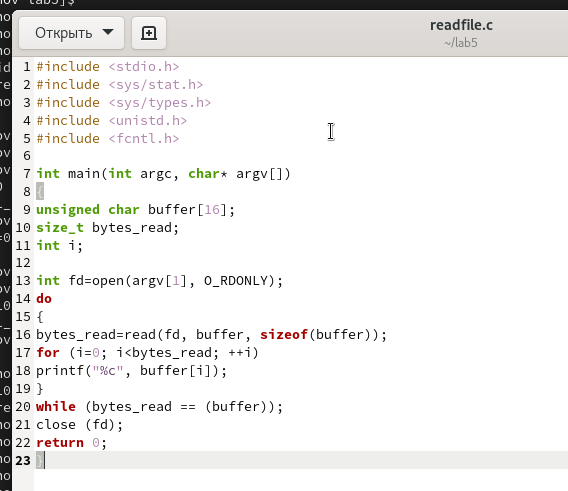 nov lab5]$
Открыть
readfile.c
~/lab5
1 #include <stdio.h>
2 #include <sys/stat.h>
3 #include <sys/types.h>
4 #include <unistd.h>
5 #include <fcntl.h>
6
7 int main(int argc, char* argv[])
8 {
9 unsigned char buffer[16];
10 size_t bytes_read;
11 int i;
12
13 int fd=open(argv[1], O_RDONLY);
14 do
15 {
16 bytes_read=read(fd, buffer, sizeof(buffer));
17 for (i=0; i<bytes_read; ++i)
18 printf("%c", buffer[i]);
19 }
20 while (bytes_read == (buffer));
21 close (fd);
22 return 0;
23 }